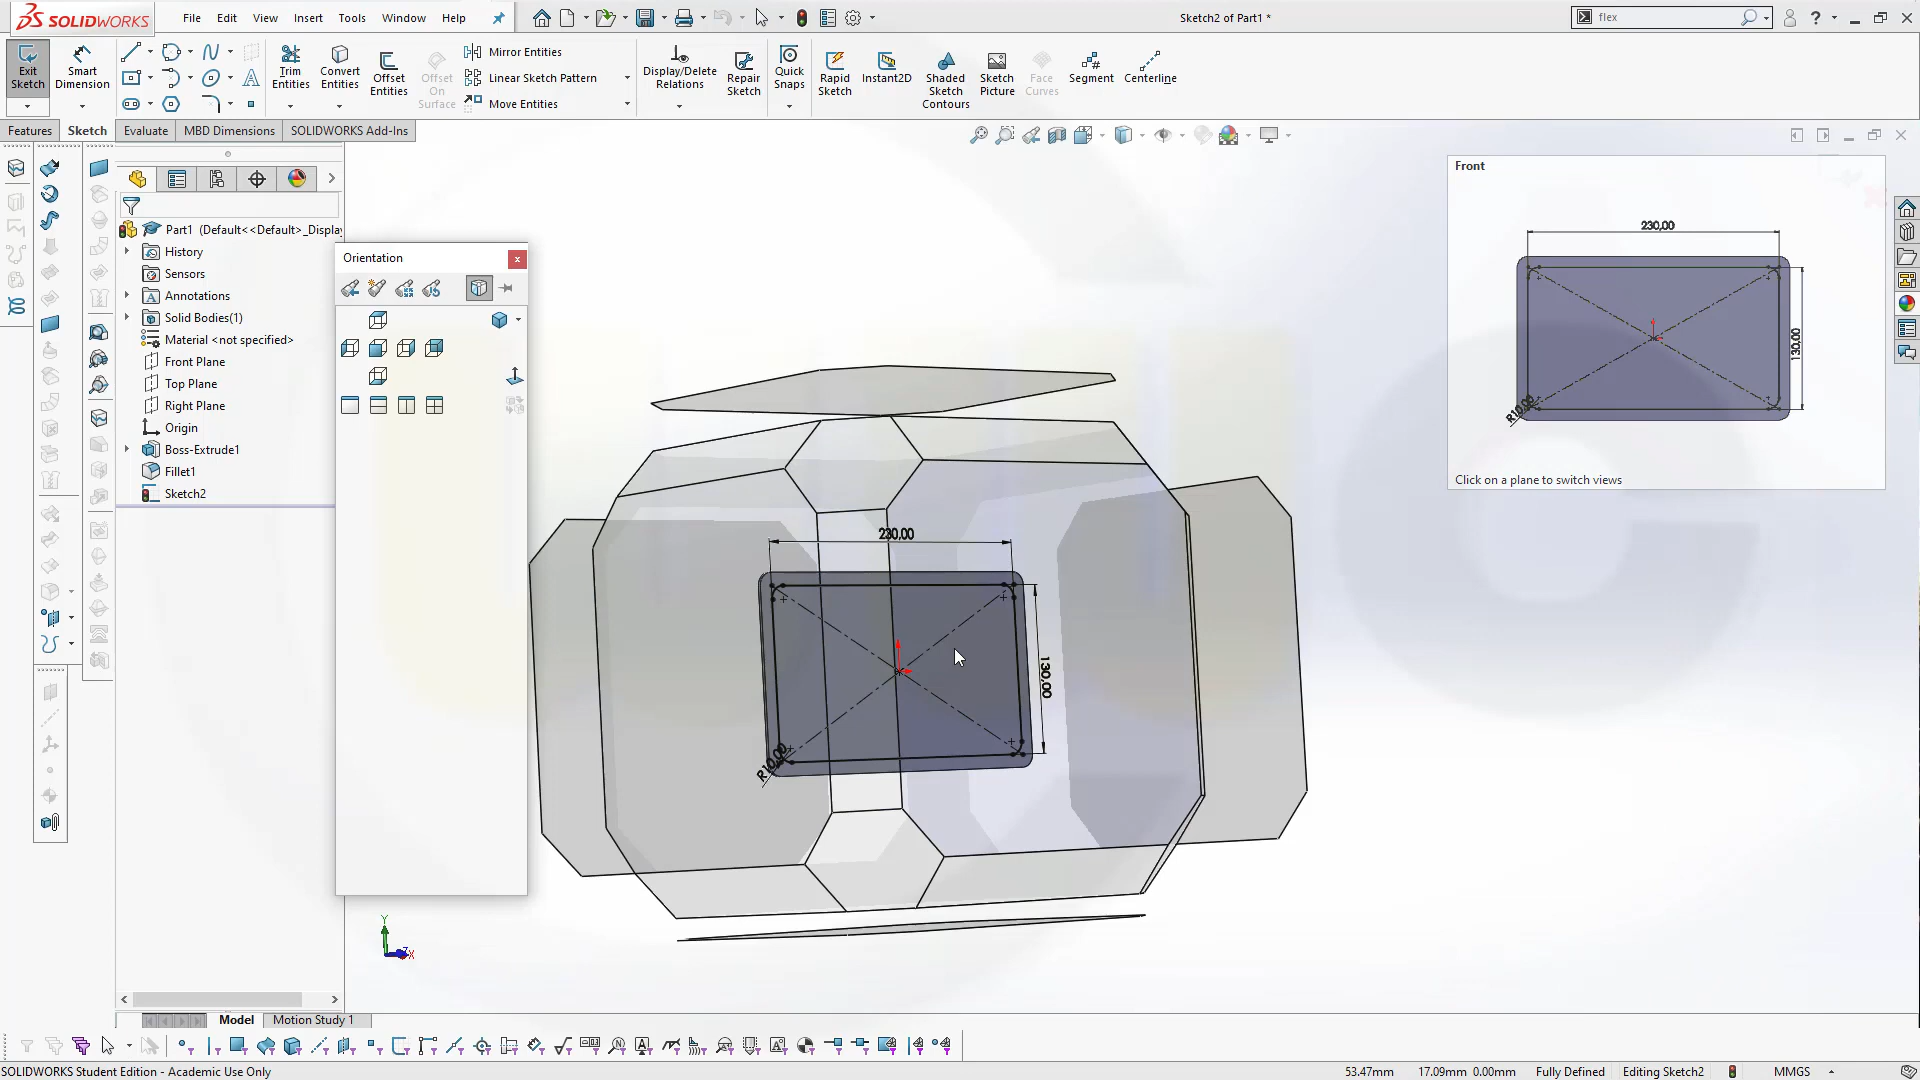 SOLIDWORKS File Edit View Insert Tools Window Help Sketch2 of Part1 * flex
Exit Sketch
Smart Dimension
Trim Entities
Convert Entities
Offset Entities
Offset On Surface
Mirror Entities
Linear Sketch Pattern
Move Entities
Display/Delete Relations
Repair Sketch
Quick Snaps
Rapid Sketch
Instant2D
Shaded Sketch Contours
Sketch Picture
Face Curves
Segment
Centerline
Features Sketch Evaluate MBD Dimensions SOLIDWORKS Add-Ins
Part1 (Default<<Default>_Display
History
Sensors
Annotations
Solid Bodies(1)
Material <not specified>
Front Plane
Top Plane
Right Plane
Origin
Boss-Extrude1
Fillet1
Sketch2
Orientation
230,00
130,00
R10,00
Y
Z
X
Front
230,00
130,00
R10,00
Click on a plane to switch views
Model Motion Study 1
SOLIDWORKS Student Edition - Academic Use Only 53.47mm 17.09mm 0.00mm Fully Defined Editing Sketch2 MMGS